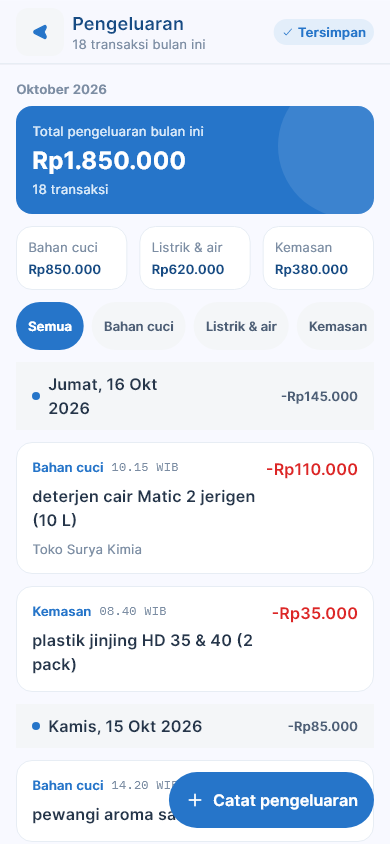 Pengeluaran
18 transaksi bulan ini
✓ Tersimpan
Oktober 2026
Total pengeluaran bulan ini
Rp1.850.000
18 transaksi
Bahan cuci
Rp850.000
Listrik & air
Rp620.000
Kemasan
Rp380.000
Semua
Bahan cuci
Listrik & air
Kemasan
Jumat, 16 Okt
2026
-Rp145.000
Bahan cuci 10.15 WIB
-Rp110.000
deterjen cair Matic 2 jerigen
(10 L)
Toko Surya Kimia
Kemasan 08.40 WIB
-Rp35.000
plastik jinjing HD 35 & 40 (2
pack)
Kamis, 15 Okt 2026
-Rp85.000
Bahan cuci 14.20 WIB
pewangi aroma
+ Catat pengeluaran